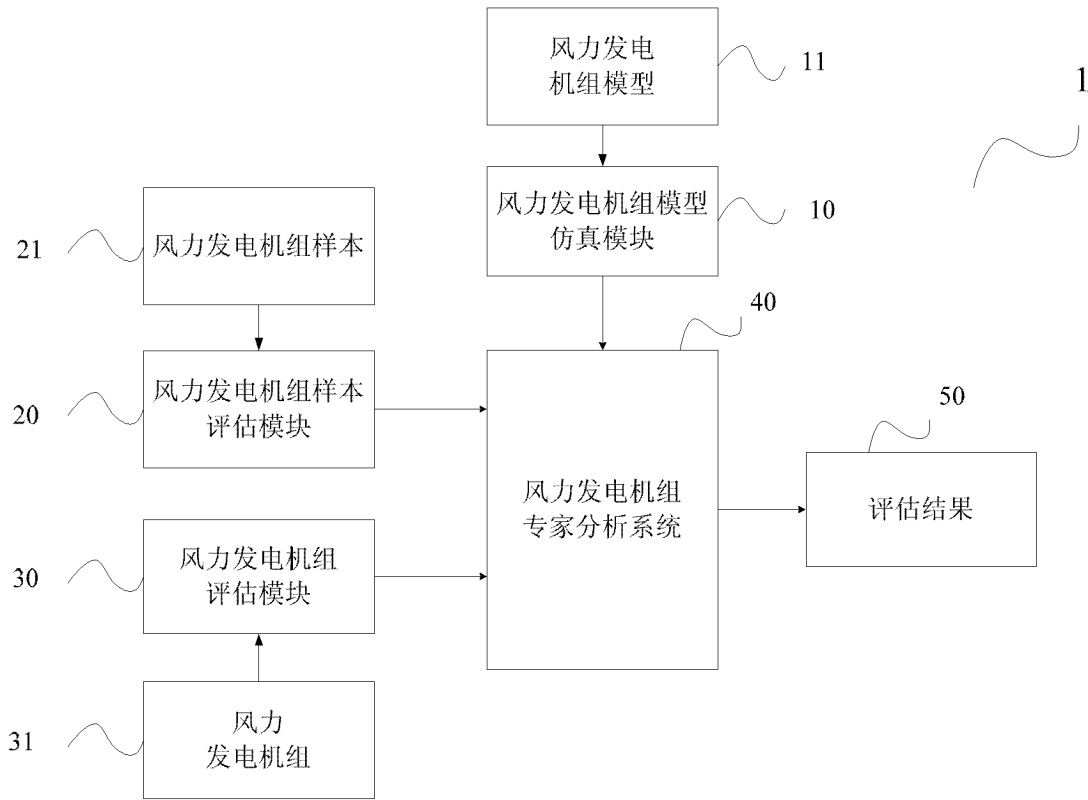 风力发电
机组模型
11
1
风力发电机组模型
仿真模块
10
21
风力发电机组样本
40
20
风力发电机组样本
评估模块
50
风力发电机组
专家分析系统
评估结果
30
风力发电机组
评估模块
31
风力
发电机组